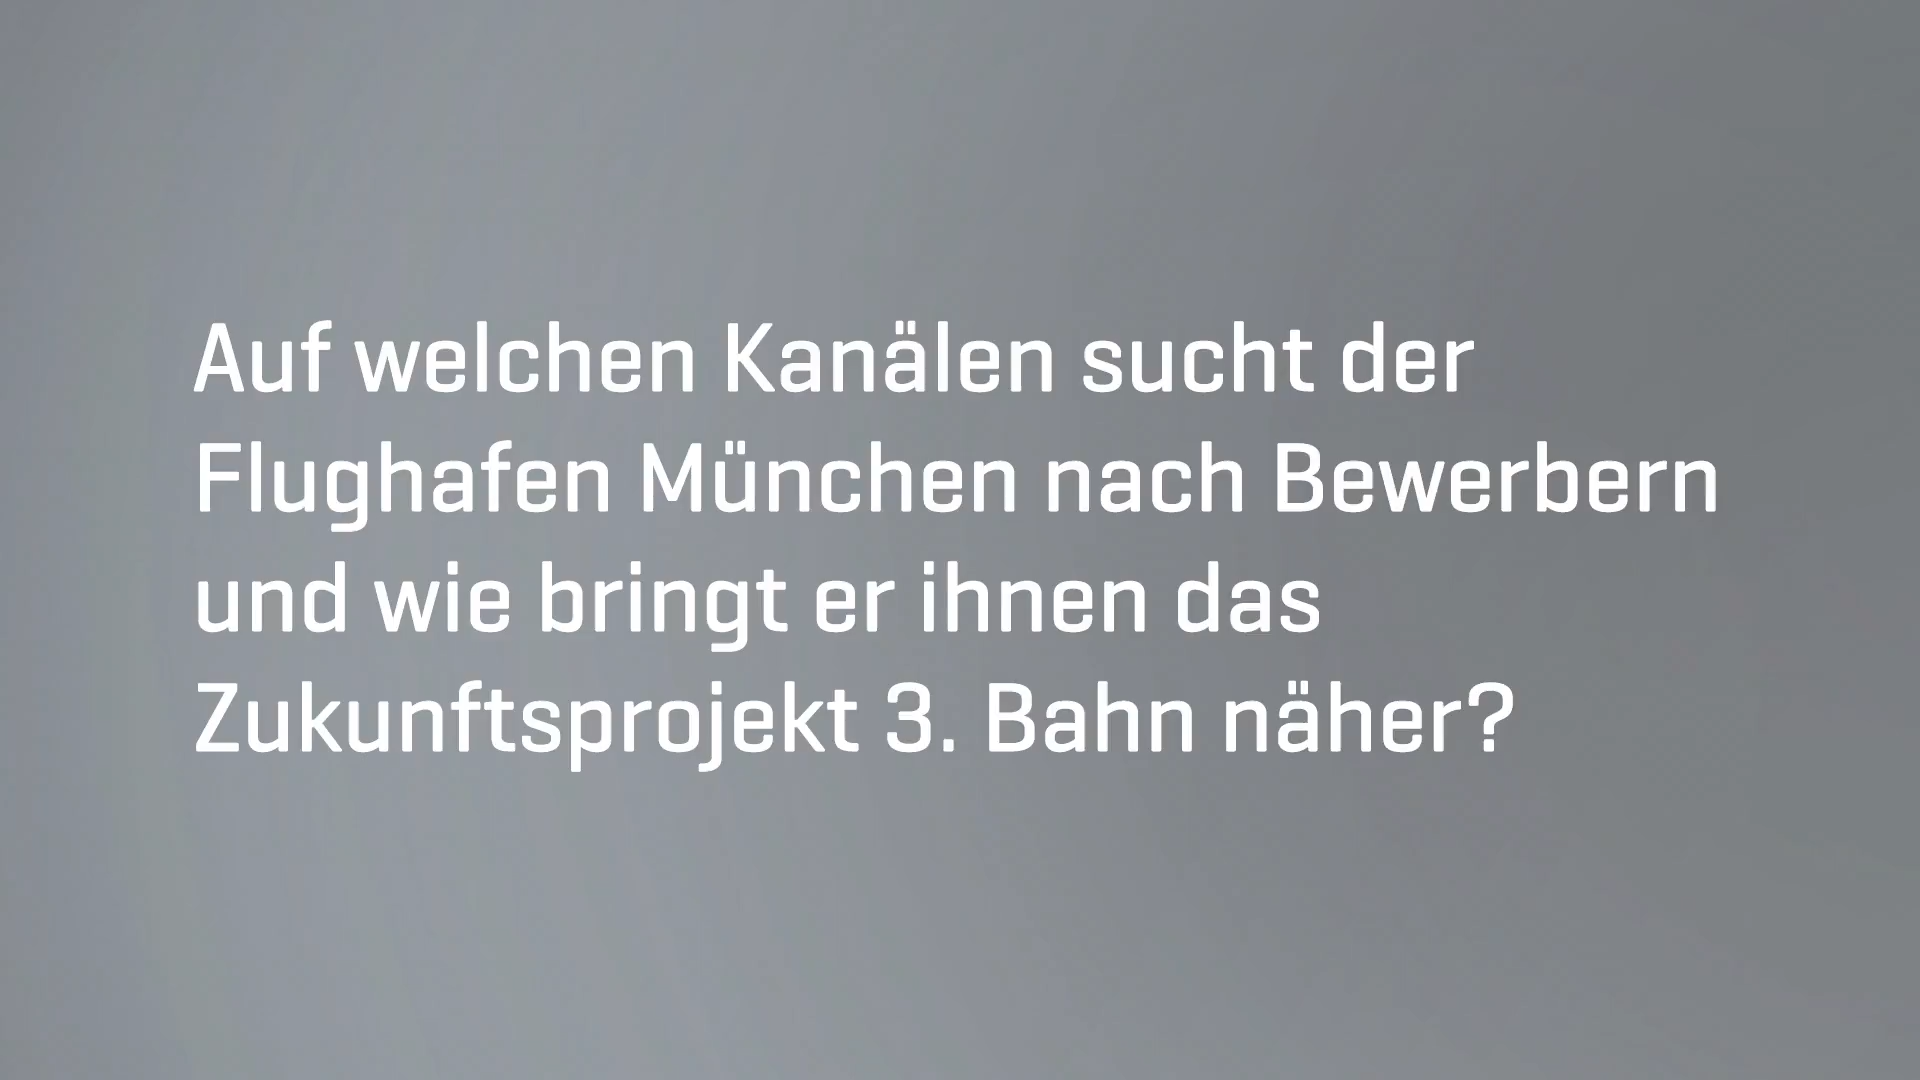 Auf welchen Kanälen sucht der
Flughafen München nach Bewerbern
und wie bringt er ihnen das
Zukunftsprojekt 3. Bahn näher?